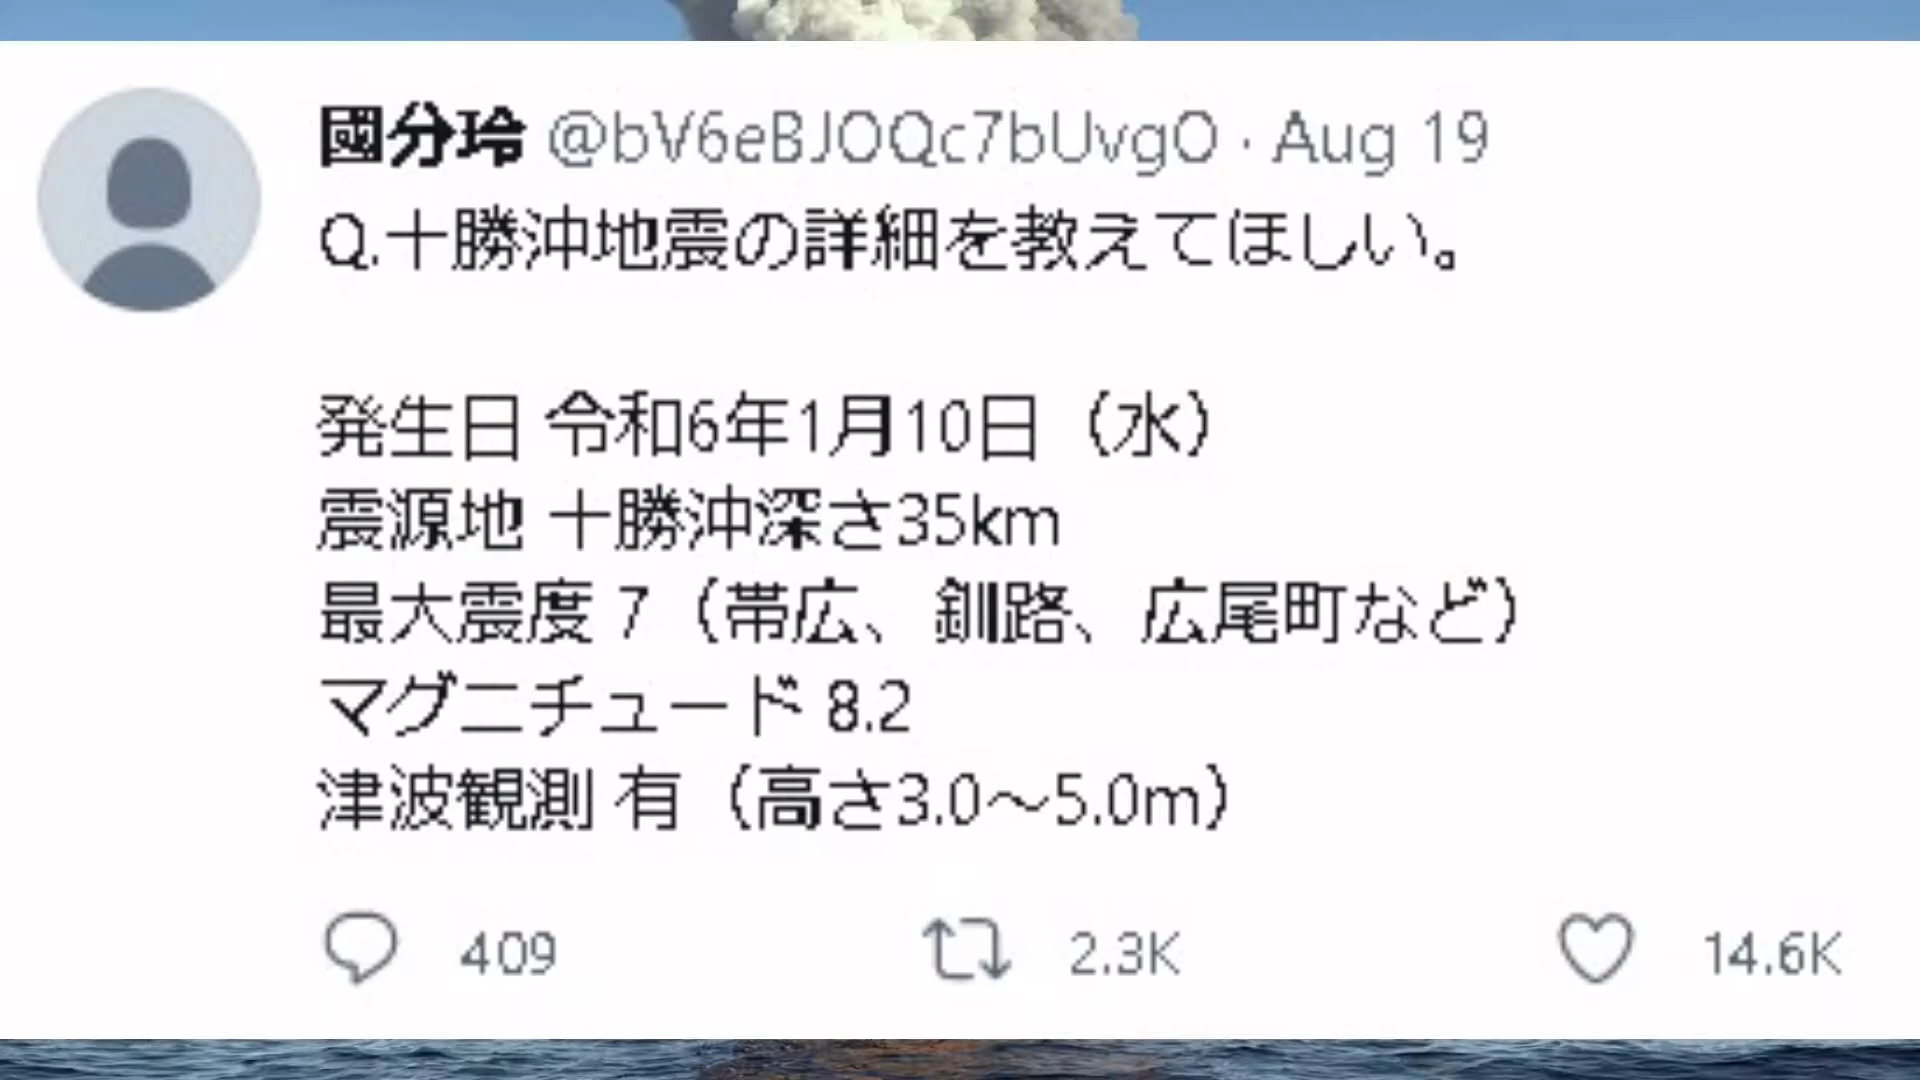 國分玲 @bV6eBJOQc7bUvgO · Aug 19
Q.十勝沖地震の詳細を教えてほしい。
発生日 令和6年1月10日（水）
震源地 十勝沖深さ35km
最大震度 7（帯広、釧路、広尾町など）
マグニチュード 8.2
津波観測 有（高さ3.0～5.0m）
409 2.3K 14.6K